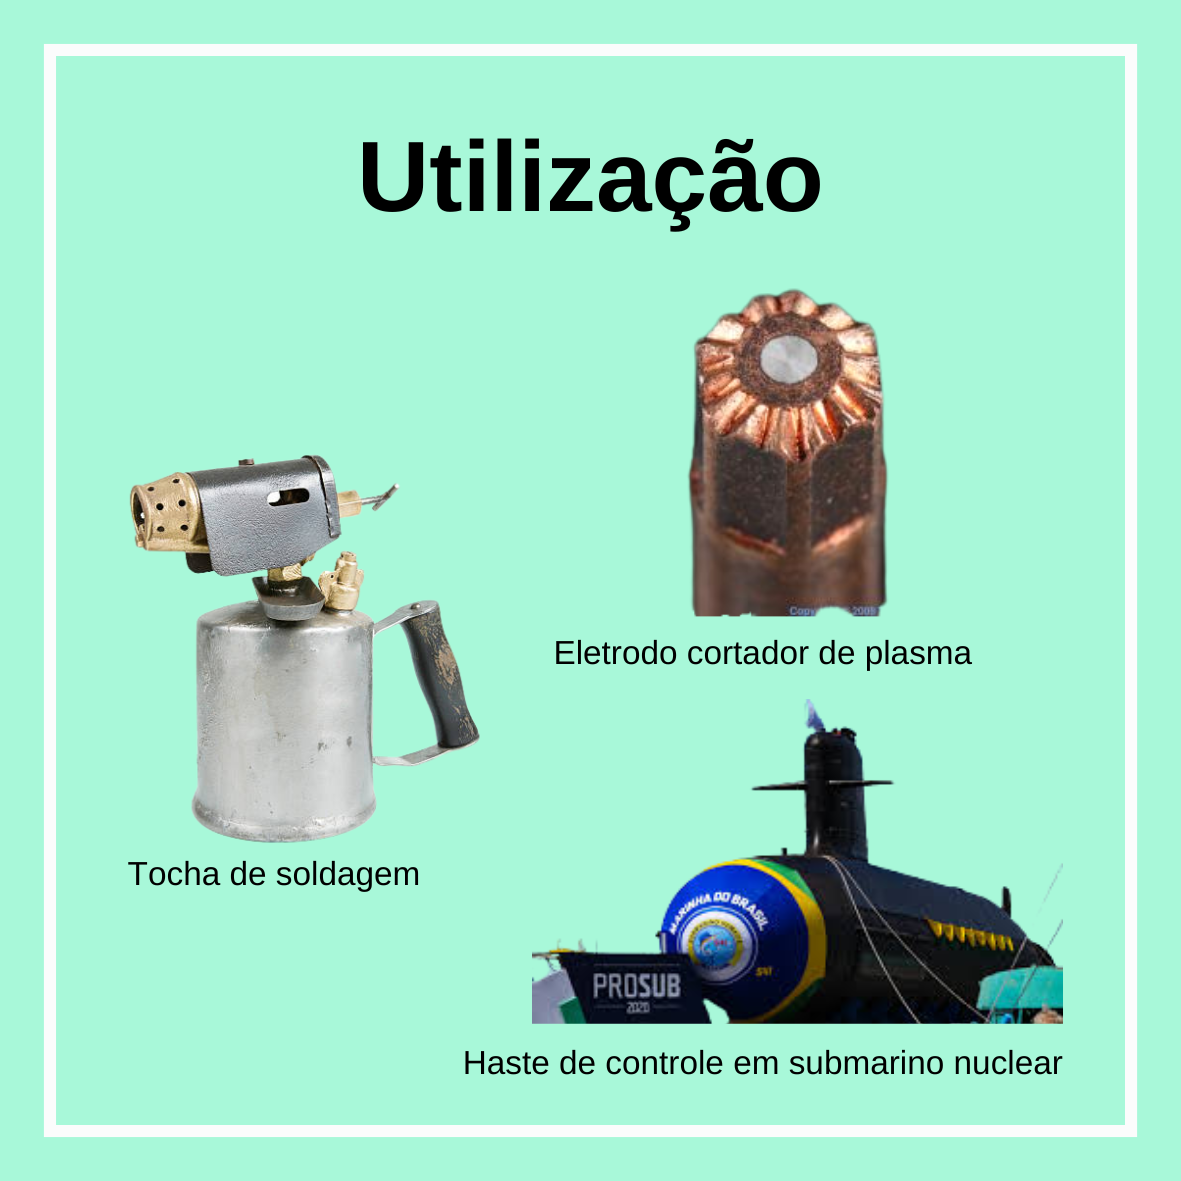 Utilização
Eletrodo cortador de plasma
Tocha de soldagem
MARINHA DO BRASIL
S41
PROSUB
2020
Haste de controle em submarino nuclear